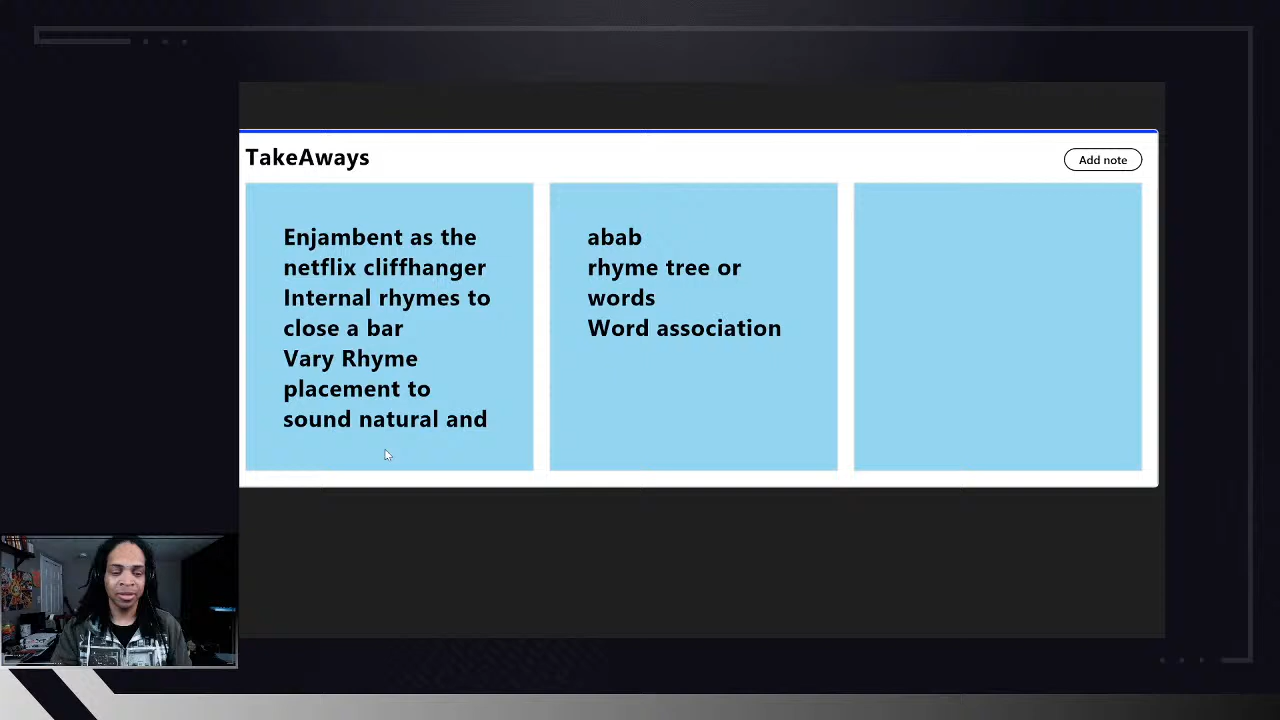 TakeAways
Add note
Enjambent as the
netflix cliffhanger
Internal rhymes to
close a bar
Vary Rhyme
placement to
sound natural and
abab
rhyme tree or
words
Word association